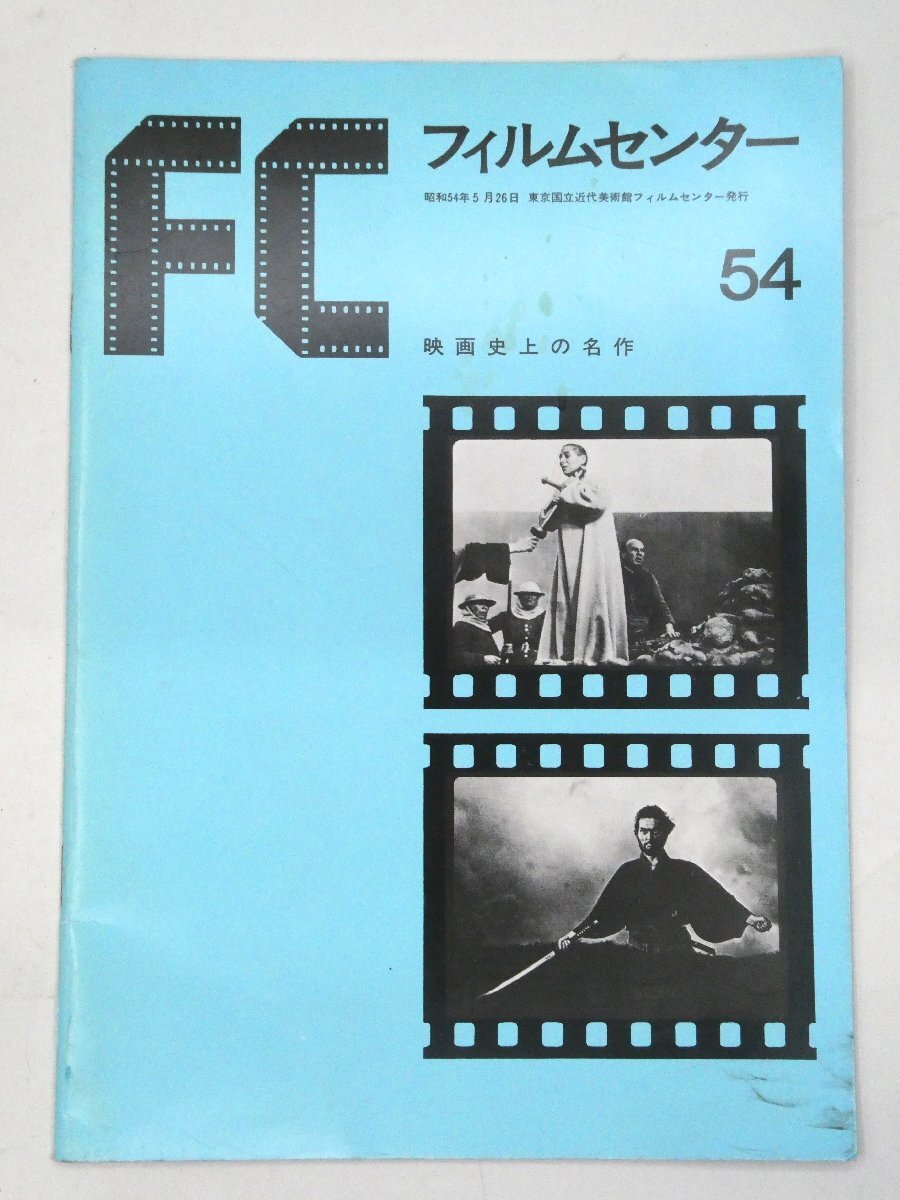 FC
フィルムセンター
昭和54年5月26日 東京国立近代美術館フィルムセンター発行
54
映画史上の名作